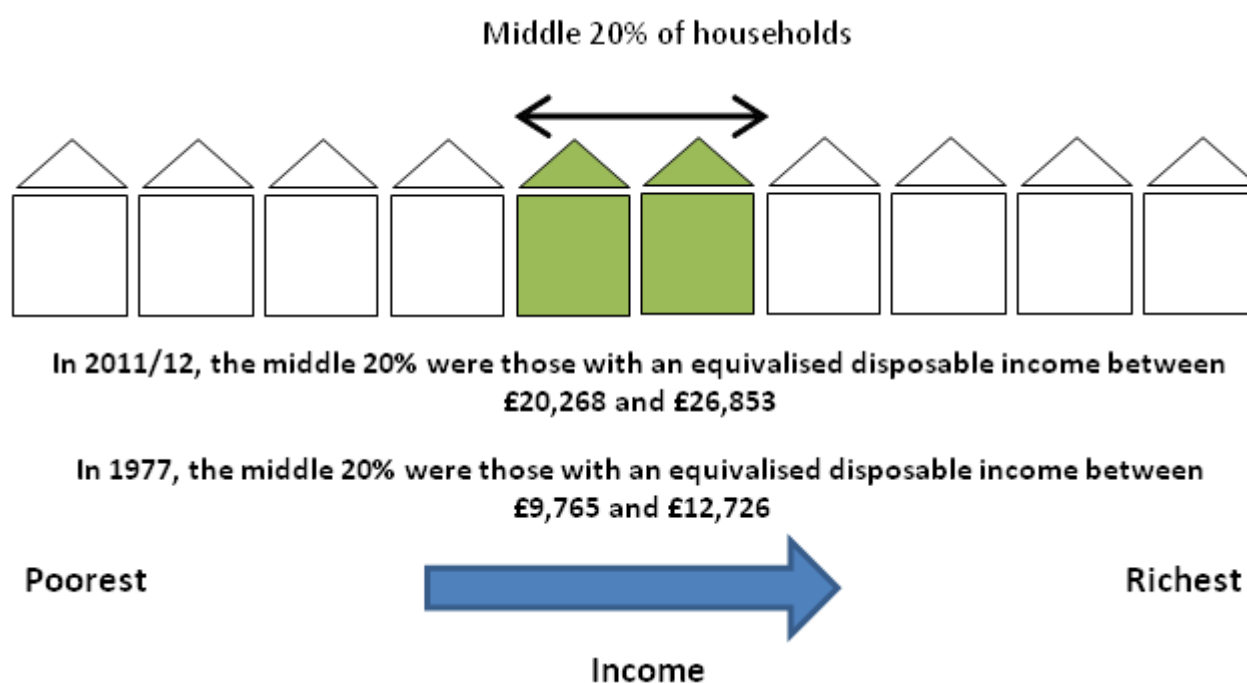 Middle 20% of households
In 2011/12, the middle 20% were those with an equivalised disposable income between
£20,268 and £26,853
In 1977, the middle 20% were those with an equivalised disposable income between
£9,765 and £12,726
Poorest
Richest
Income